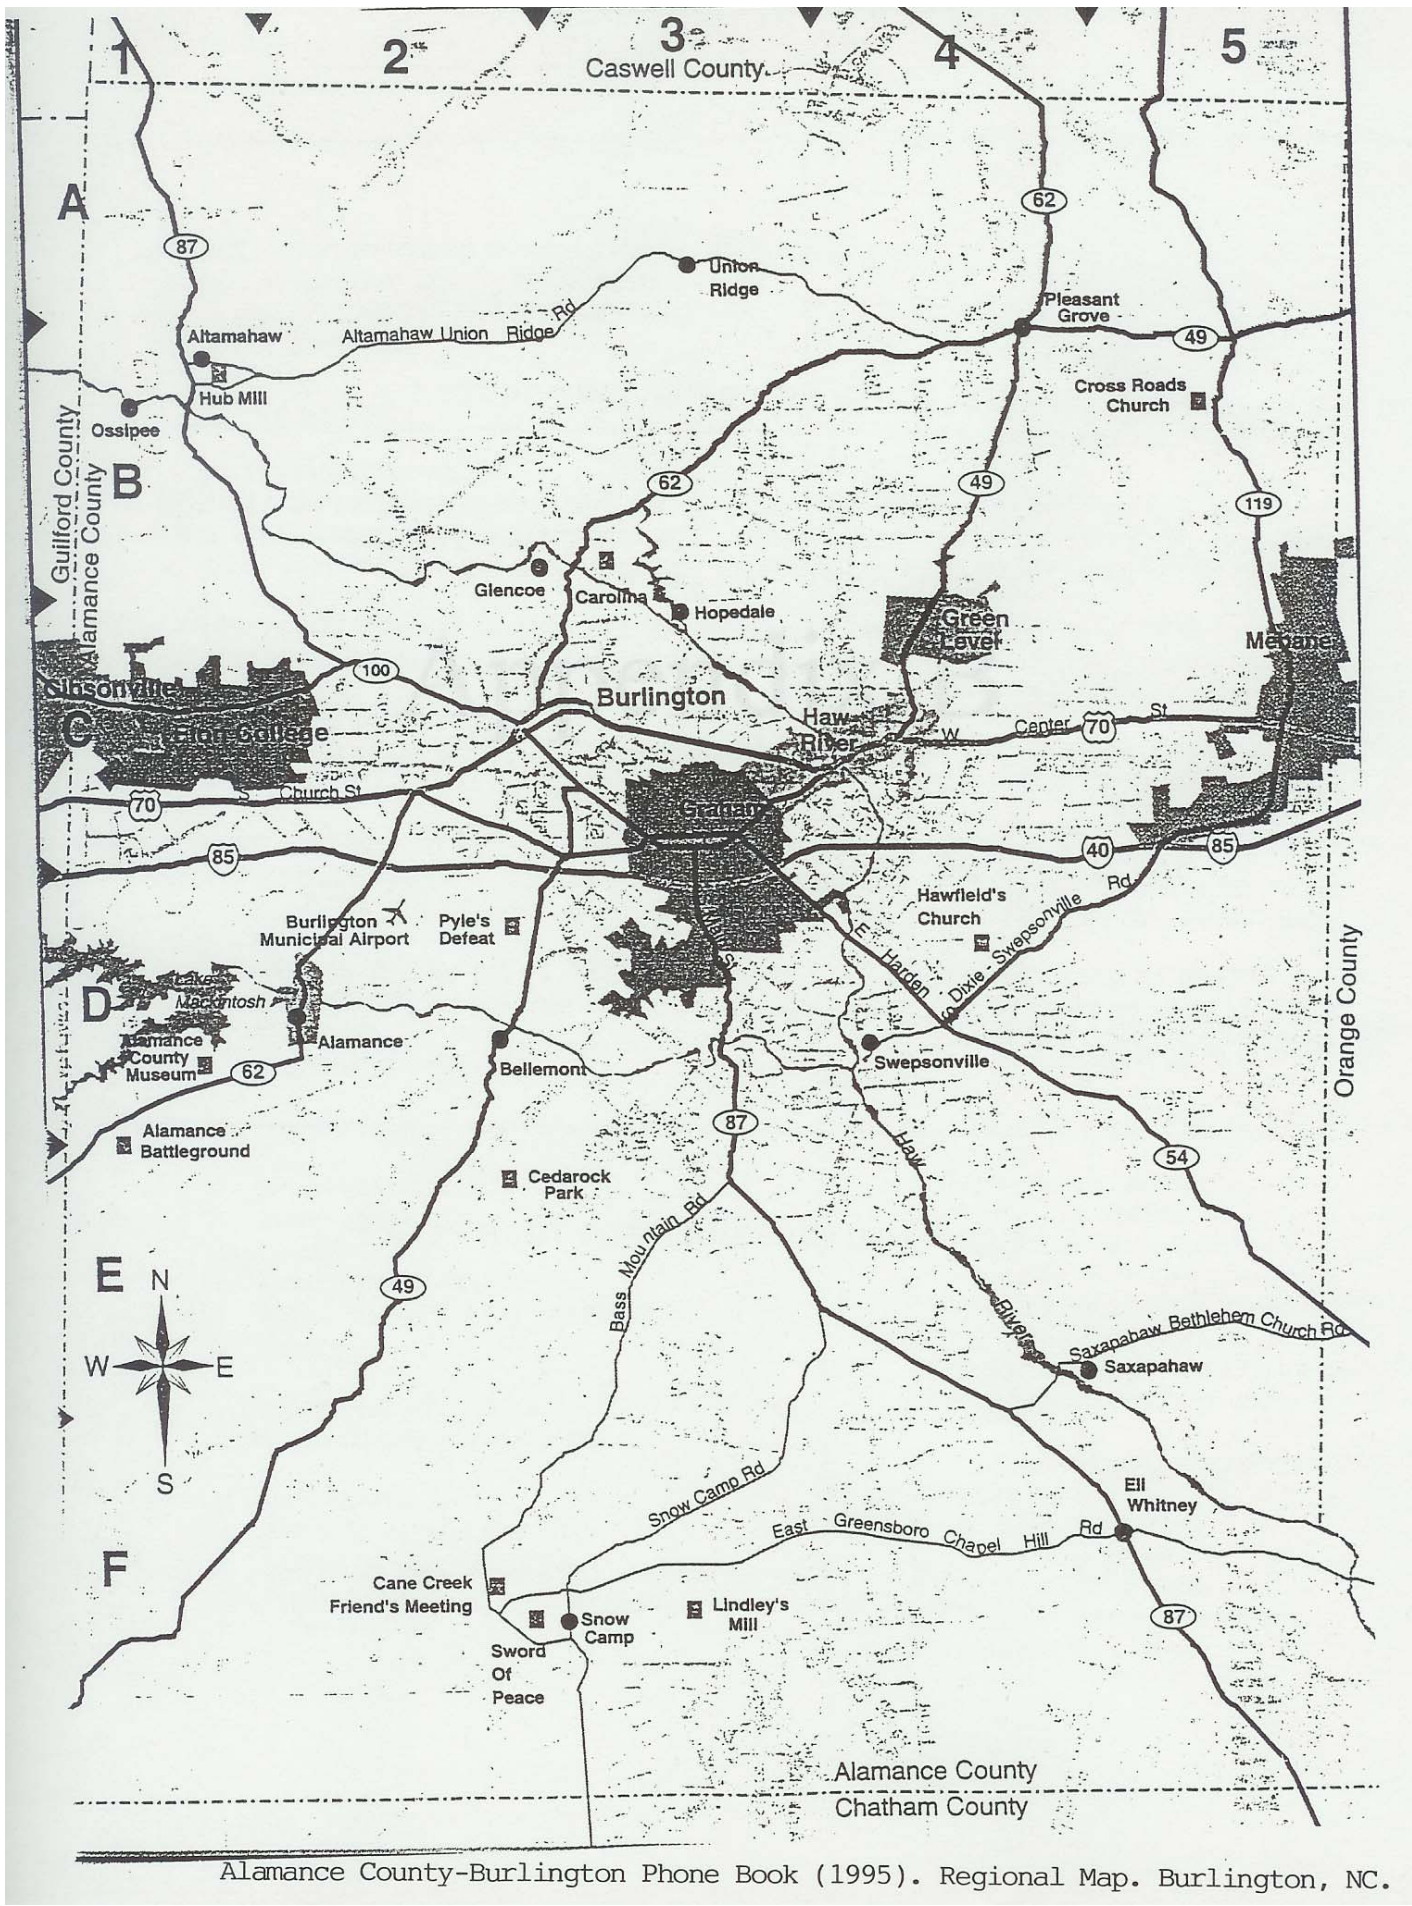 1
2
3
4
5
Caswell County
A
62
87
Union
Ridge
Pleasant
Grove
Altamahaw
Altamahaw Union Ridge Rd
49
Hub Mill
Cross Roads
Church
Ossipee
Guilford County
Alamance County
B
62
49
119
Glencoe
Carolina
Hopedale
Green
Level
Mebane
100
Gibsonville
Burlington
C
Elon College
Haw
River
W Center St
70
S Church St
70
Graham
85
40
85
Hawfield's
Church
Burlington
Municipal Airport
Pyle's
Defeat
Main St
E Harden
S Dixie - Swepsonville Rd
Orange County
D
Lake
Mackintosh
Alamance
Alamance
County
Museum
62
Bellemont
Swepsonville
Alamance
Battleground
87
Haw River
54
Cedarock
Park
Bass Mountain Rd
E
N
W
E
S
49
Saxapahaw Bethlehem Church Rd
Saxapahaw
Snow Camp Rd
Eli
Whitney
East Greensboro Chapel Hill Rd
F
Cane Creek
Friend's Meeting
Snow
Camp
Lindley's
Mill
87
Sword
Of
Peace
Alamance County
Chatham County
Alamance County-Burlington Phone Book (1995). Regional Map. Burlington, NC.